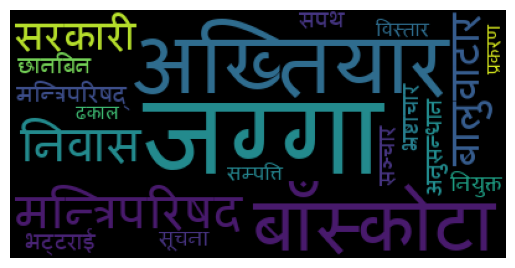 सरकारी
सपथ
विस्तार
प्रकरण
छानबिन
अख्तियार
बालुवाटार
मन्त्रिपरिषद्
ढकाल
जग्गा
सञ्चार
भ्रष्टाचार
अनुसन्धान
निवास
सम्पत्ति
नियुक्त
मन्त्रिपरिषद
बाँस्कोटा
भट्टराई
सूचना